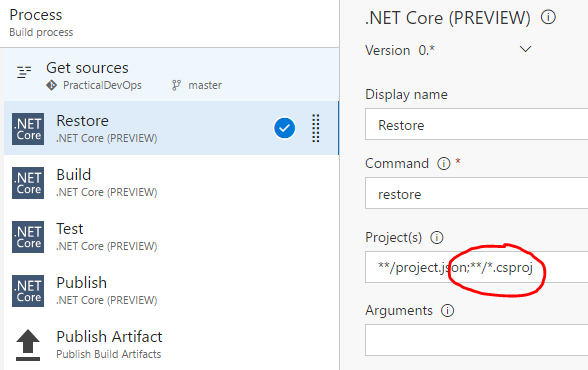 Process
Build process
Get sources
PracticalDevOps master
.NET Core
Restore
.NET Core (PREVIEW)
.NET Core
Build
.NET Core (PREVIEW)
.NET Core
Test
.NET Core (PREVIEW)
.NET Core
Publish
.NET Core (PREVIEW)
Publish Artifact
Publish Build Artifacts
.NET Core (PREVIEW)
Version 0.*
Display name
Restore
Command *
restore
Project(s)
**/project.json;**/*.csproj
Arguments